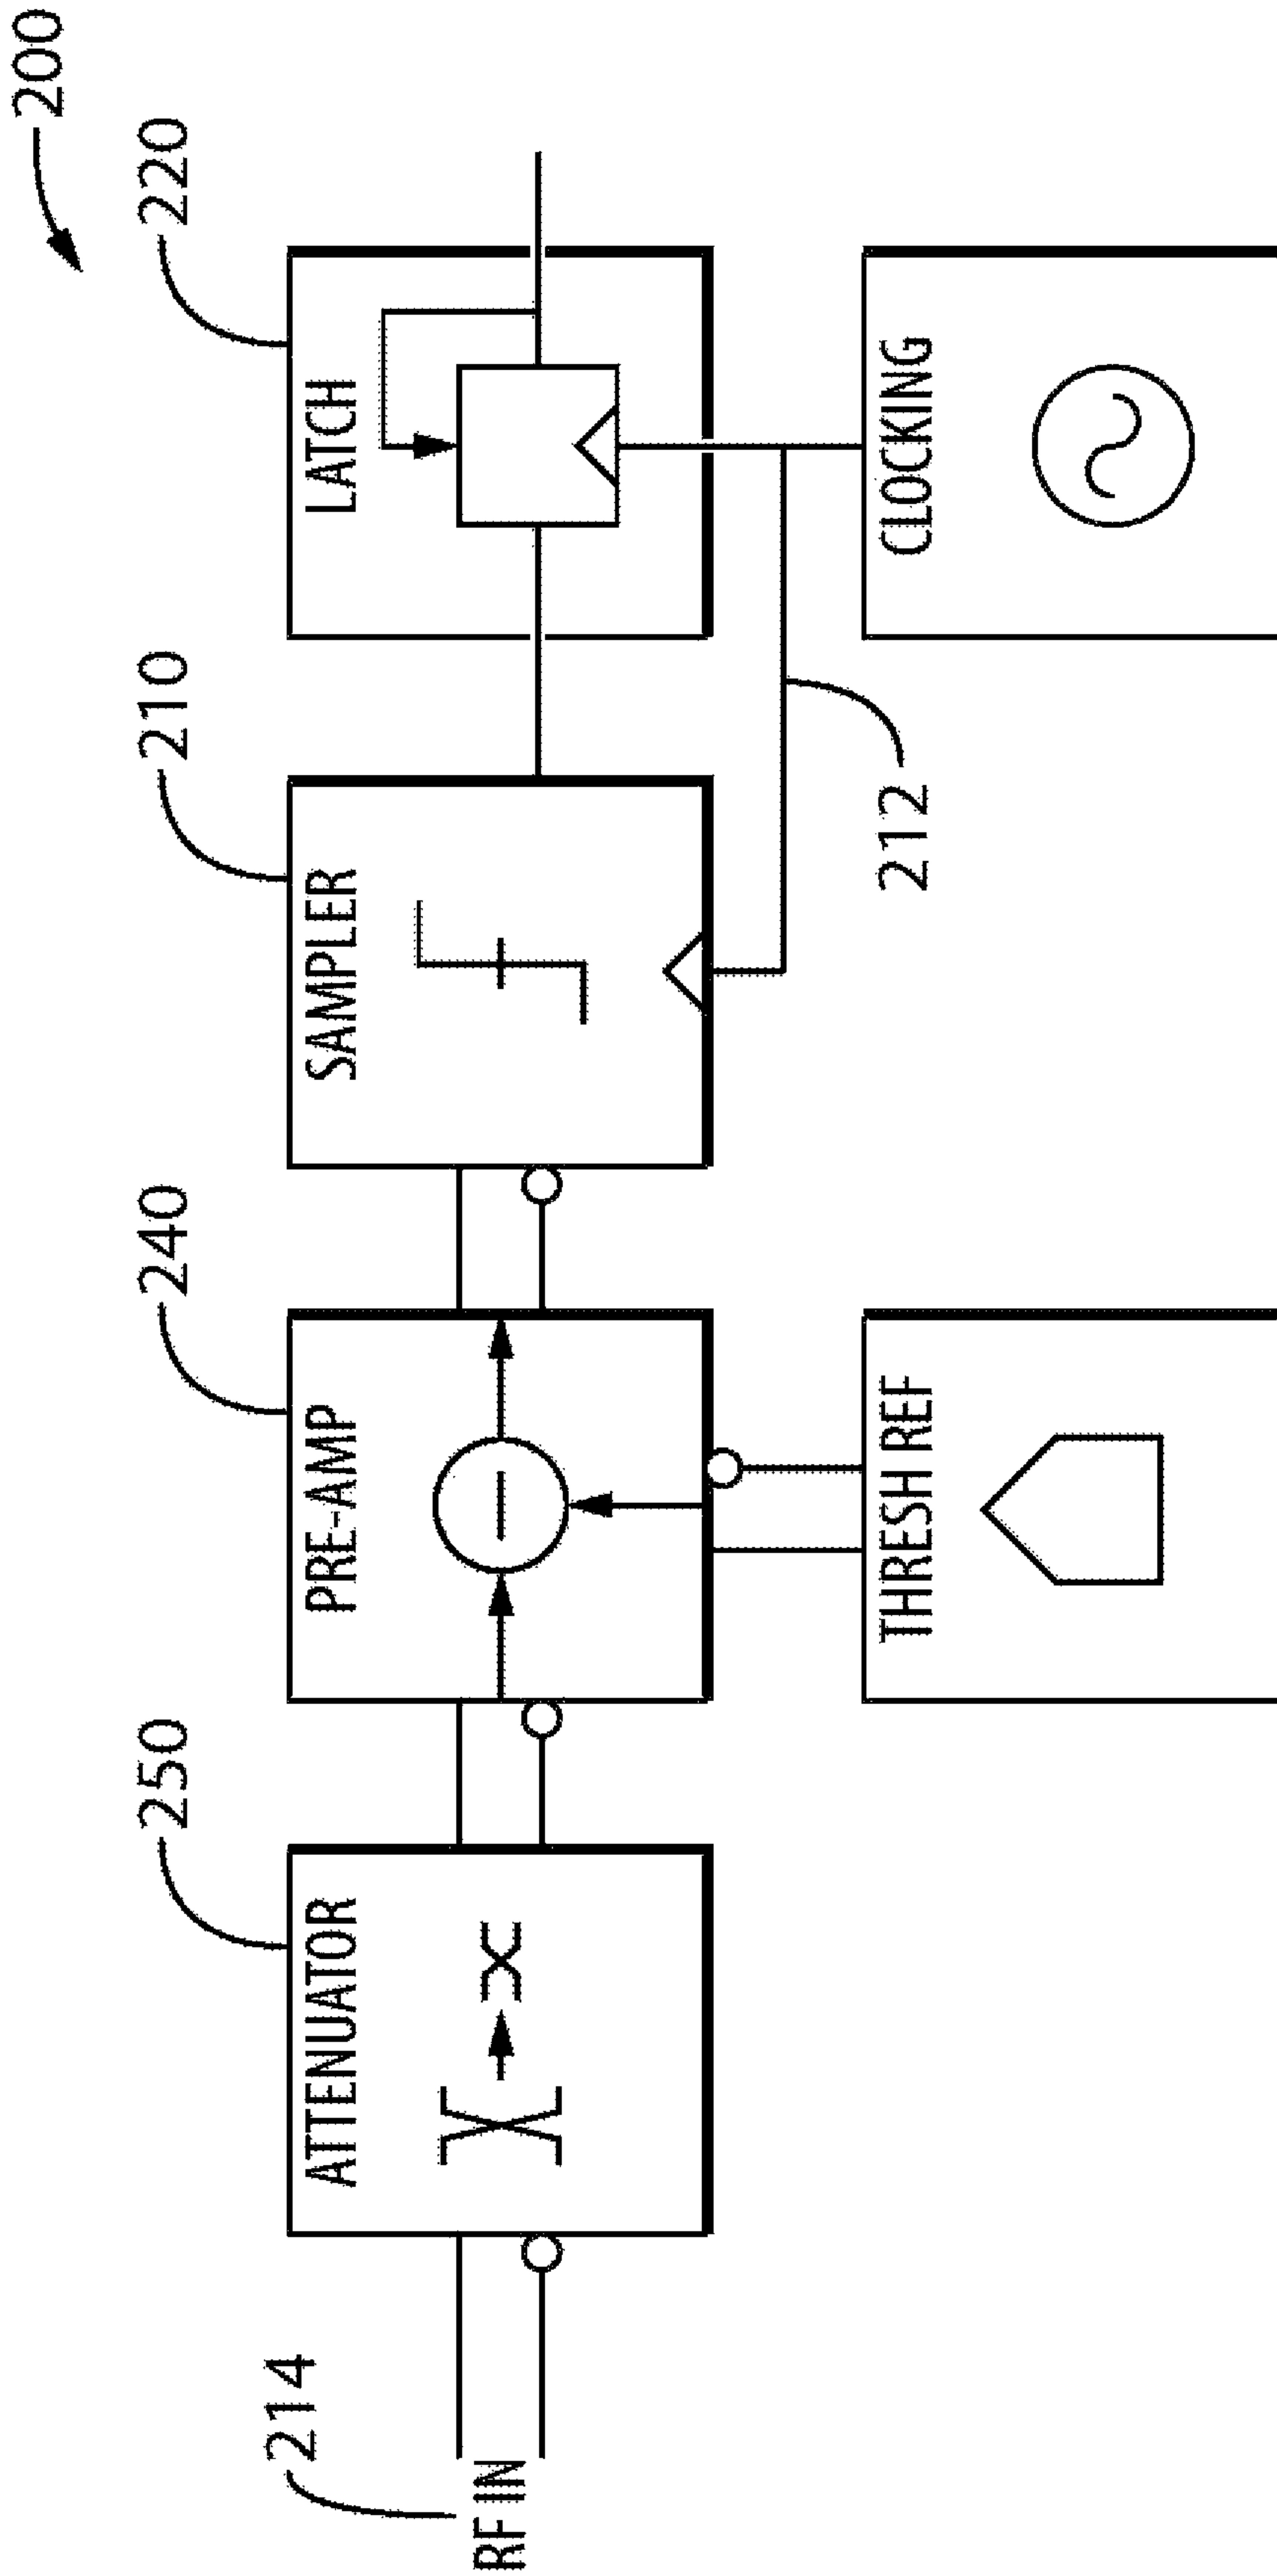 200
214
250
240
210
220
RF IN
ATTENUATOR
PRE-AMP
SAMPLER
LATCH
212
THRESH REF
CLOCKING